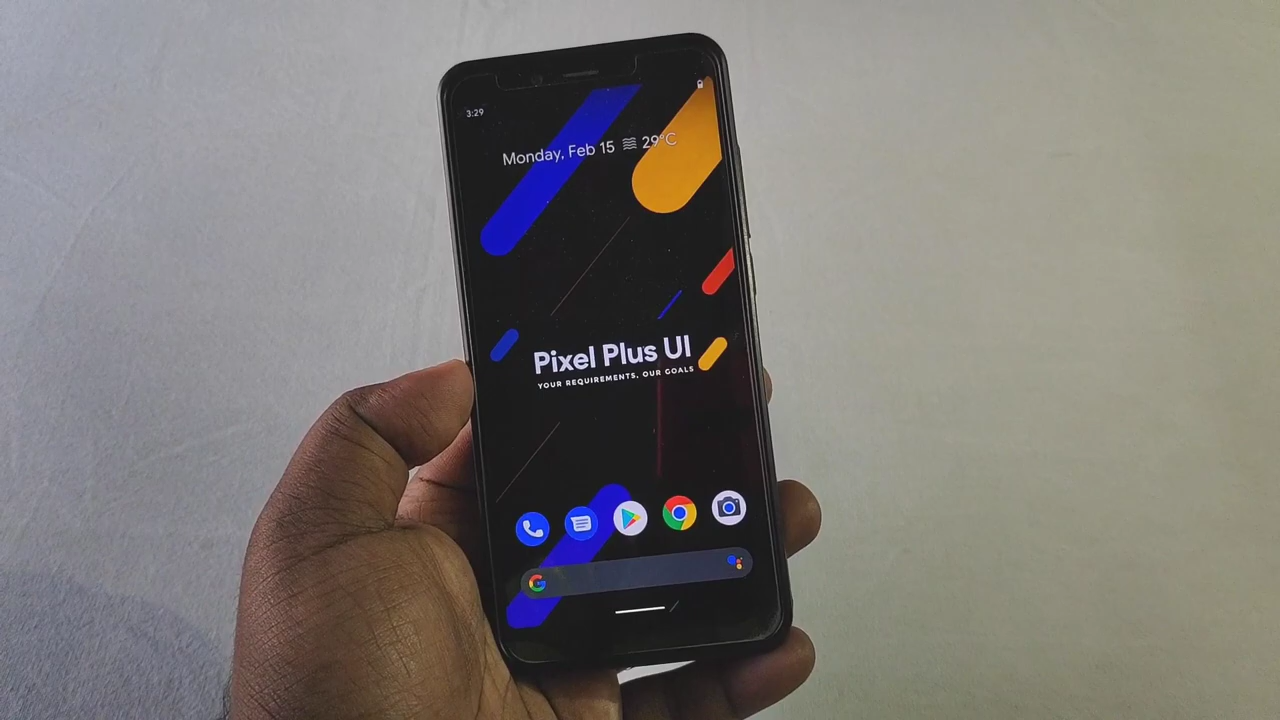 3:29
Monday, Feb 15 29°C
Pixel Plus UI
YOUR REQUIREMENTS, OUR GOALS
G